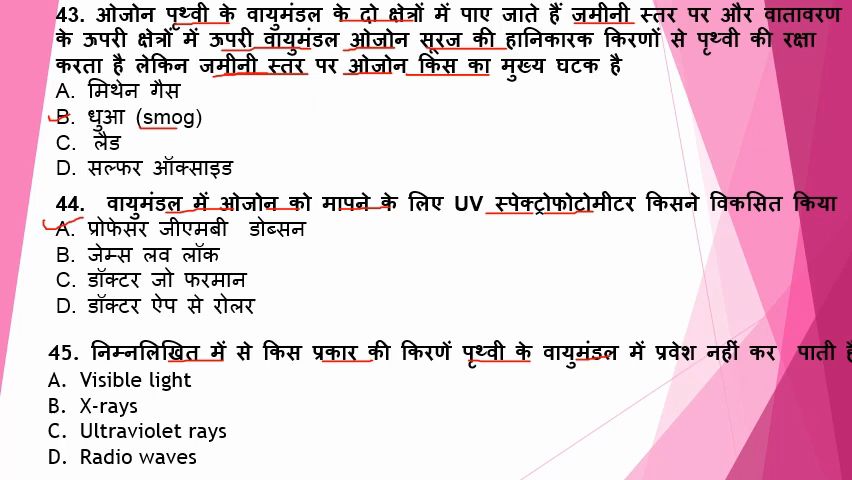 43. ओजोन पृथ्वी के वायुमंडल के दो क्षेत्रों में पाए जाते हैं जमीनी स्तर पर और वातावरण
के ऊपरी क्षेत्रों में ऊपरी वायुमंडल ओजोन सूरज की हानिकारक किरणों से पृथ्वी की रक्षा
करता है लेकिन जमीनी स्तर पर ओजोन किस का मुख्य घटक है
A. मिथेन गैस
B. धुआ (smog)
C. लैड
D. सल्फर ऑक्साइड
44. वायुमंडल में ओजोन को मापने के लिए UV स्पेक्ट्रोफोटोमीटर किसने विकसित किया
A. प्रोफेसर जीएमबी डोब्सन
B. जेम्स लव लॉक
C. डॉक्टर जो फरमान
D. डॉक्टर ऐप से रोलर
45. निम्नलिखित में से किस प्रकार की किरणें पृथ्वी के वायुमंडल में प्रवेश नहीं कर पाती है
A. Visible light
B. X-rays
C. Ultraviolet rays
D. Radio waves